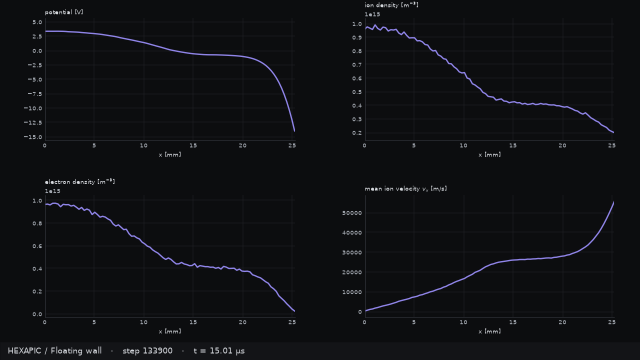 potential [V]
5.0
2.5
0.0
−2.5
−5.0
−7.5
−10.0
−12.5
−15.0
0 5 10 15 20 25
x [mm]
ion density [m⁻³]
1e15
1.0
0.9
0.8
0.7
0.6
0.5
0.4
0.3
0.2
0 5 10 15 20 25
x [mm]
electron density [m⁻³]
1e15
1.0
0.8
0.6
0.4
0.2
0.0
0 5 10 15 20 25
x [mm]
mean ion velocity vₓ [m/s]
50000
40000
30000
20000
10000
0
0 5 10 15 20 25
x [mm]
HEXAPIC / Floating wall · step 133900 · t = 15.01 µs